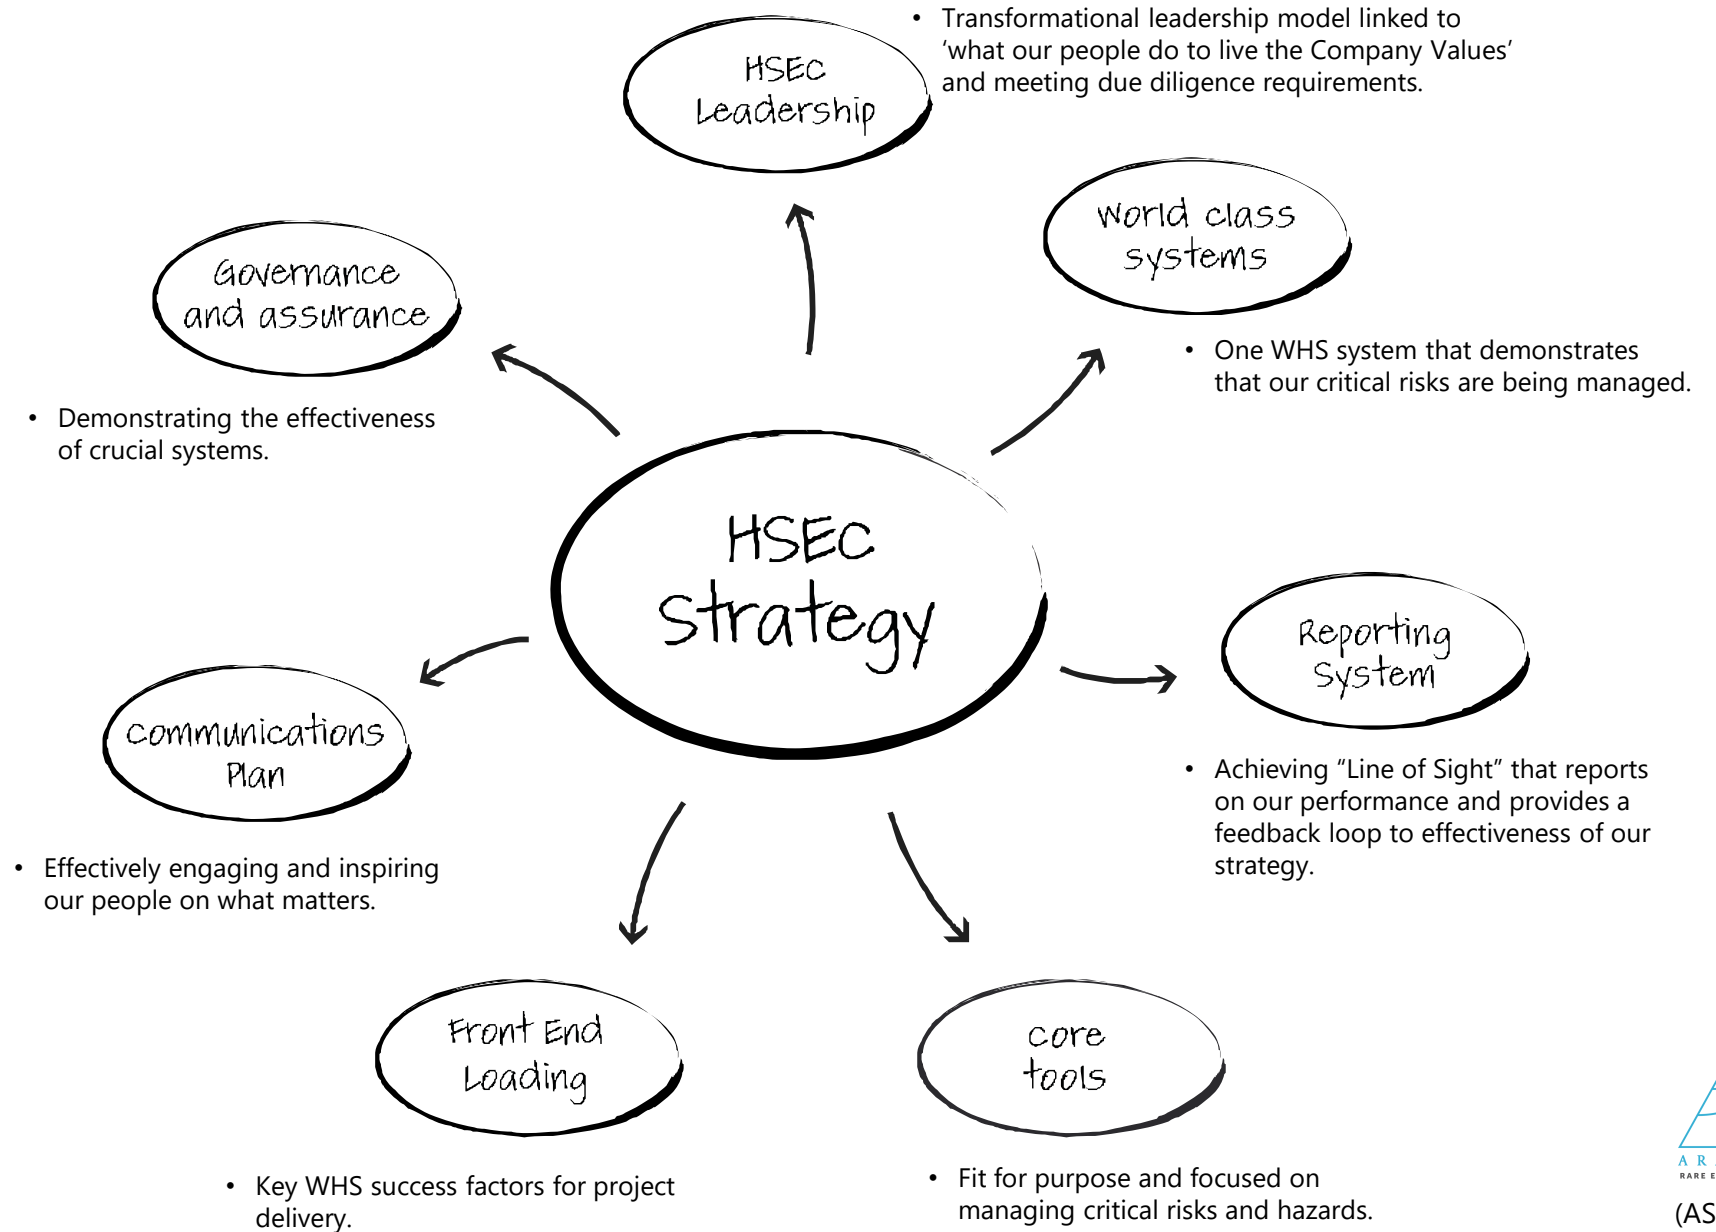 HSEC
Leadership
• Transformational leadership model linked to
‘what our people do to live the Company Values’
and meeting due diligence requirements.
World class
systems
• One WHS system that demonstrates
that our critical risks are being managed.
Governance
and assurance
• Demonstrating the effectiveness
of crucial systems.
HSEC
Strategy
Reporting
System
• Achieving “Line of Sight” that reports
on our performance and provides a
feedback loop to effectiveness of our
strategy.
Communications
Plan
• Effectively engaging and inspiring
our people on what matters.
Front End
Loading
• Key WHS success factors for project
delivery.
Core
tools
• Fit for purpose and focused on
managing critical risks and hazards.
RARE